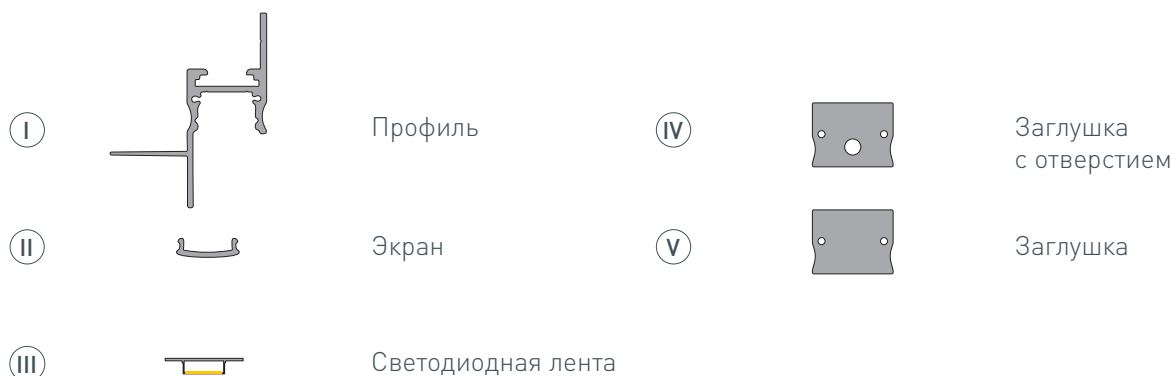 I
Профиль
II
Экран
III
Светодиодная лента
IV
Заглушка
с отверстием
V
Заглушка